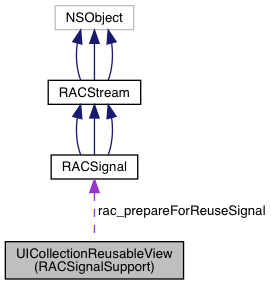 NSObject
RACStream
RACSignal
rac_prepareForReuseSignal
UICollectionReusableView
(RACSignalSupport)